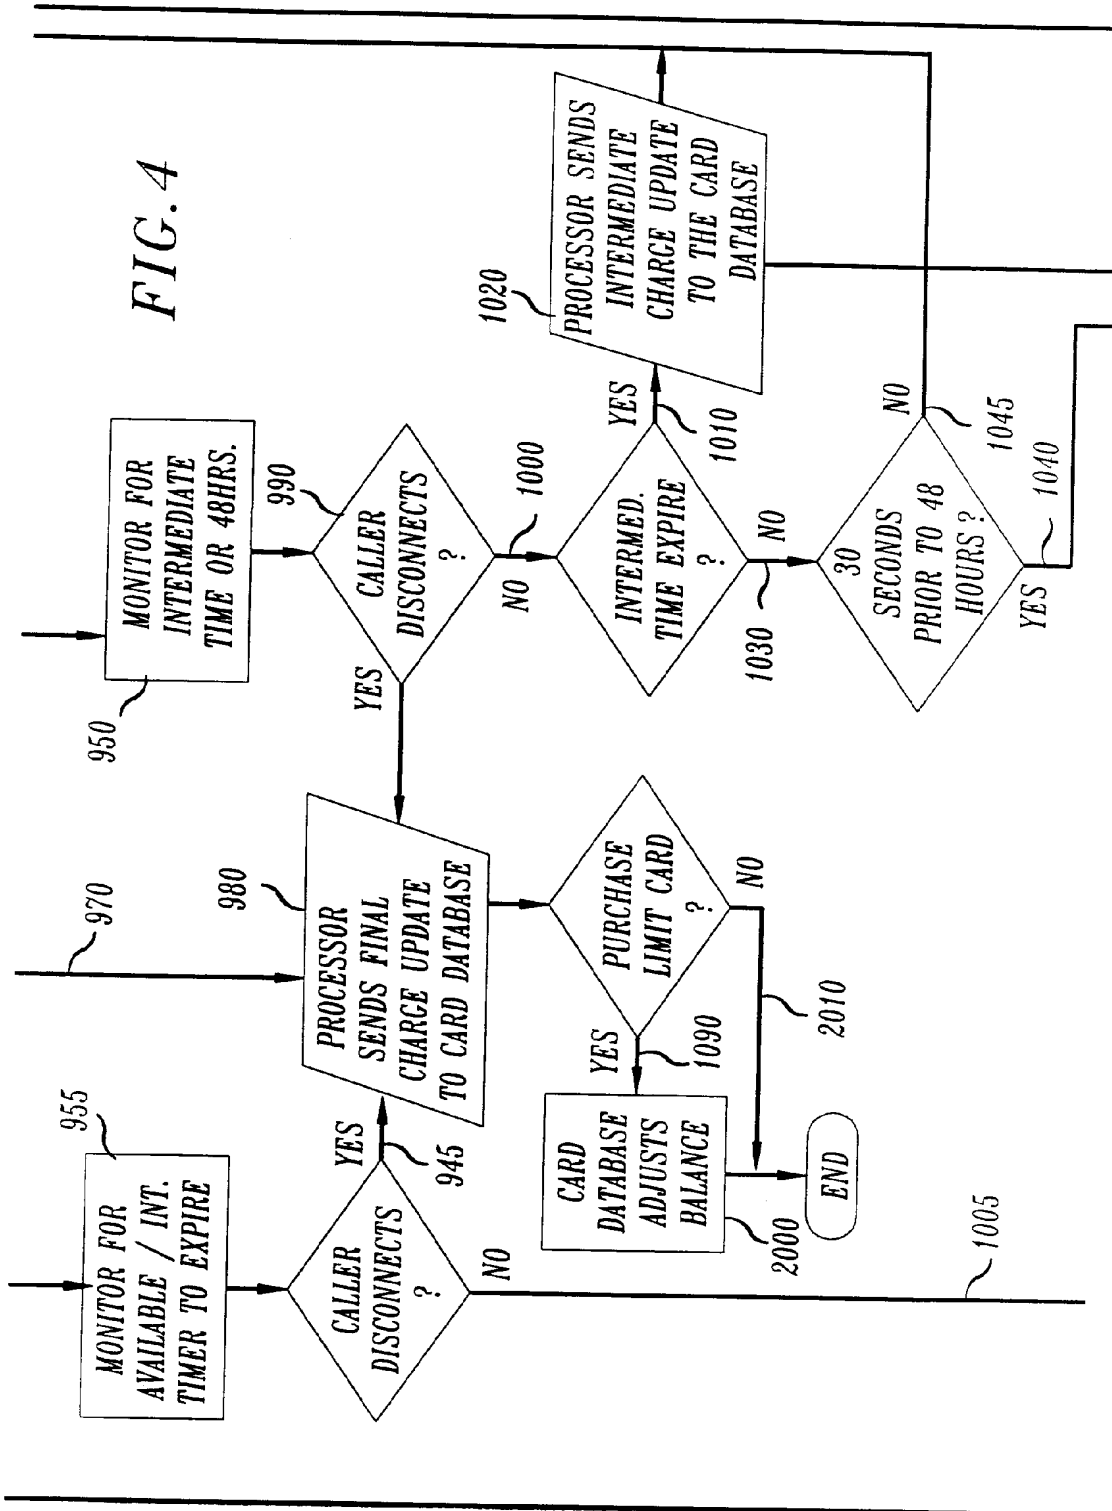 FIG. 4
955
MONITOR FOR
AVAILABLE / INT.
TIMER TO EXPIRE
CALLER
DISCONNECTS
?
YES
945
NO
1005
970
980
PROCESSOR
SENDS FINAL
CHARGE UPDATE
TO CARD DATABASE
PURCHASE
LIMIT CARD
?
YES
1090
NO
2010
CARD
DATABASE
ADJUSTS
BALANCE
2000
END
950
MONITOR FOR
INTERMEDIATE
TIME OR 48HRS.
990
CALLER
DISCONNECTS
?
YES
NO
1000
INTERMED.
TIME EXPIRE
?
YES
1010
NO
1030
1020
PROCESSOR SENDS
INTERMEDIATE
CHARGE UPDATE
TO THE CARD
DATABASE
30
SECONDS
PRIOR TO 48
HOURS ?
NO
1045
YES
1040